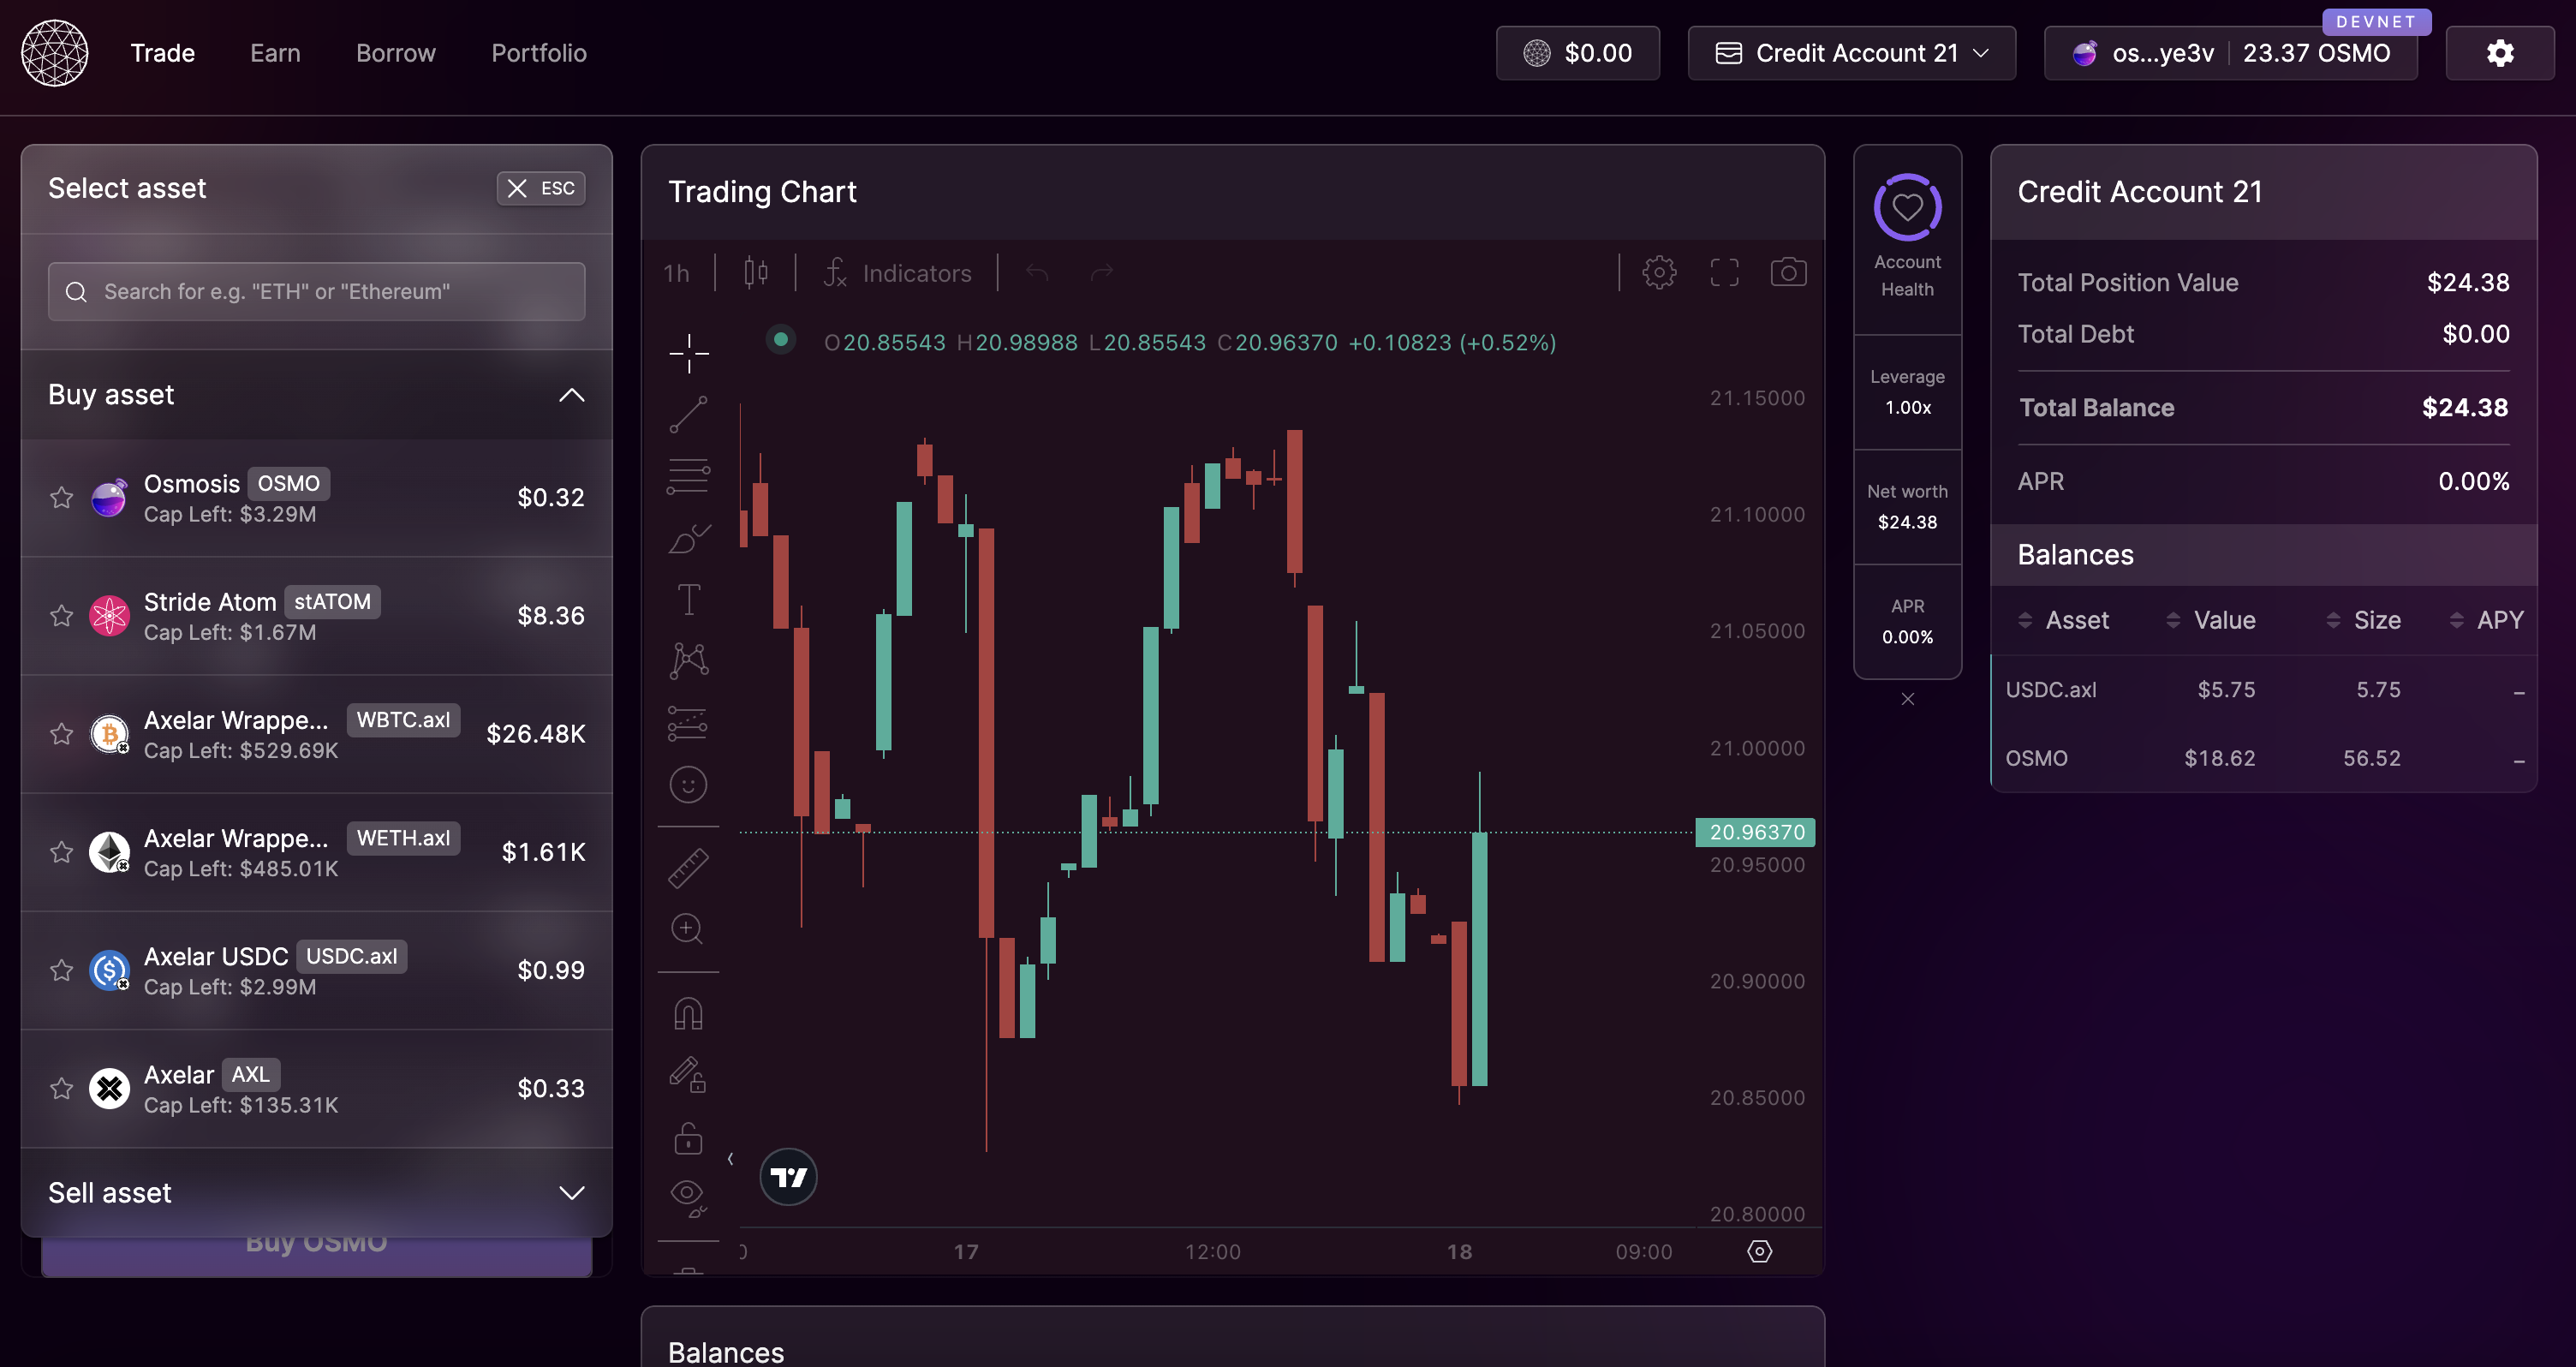 Trade Earn Borrow Portfolio
$0.00
Credit Account 21
DEVNET
os...ye3v 23.37 OSMO
Select asset
ESC
Search for e.g. "ETH" or "Ethereum"
Buy asset
Osmosis OSMO
Cap Left: $3.29M
$0.32
Stride Atom stATOM
Cap Left: $1.67M
$8.36
Axelar Wrappe... WBTC.axl
Cap Left: $529.69K
$26.48K
Axelar Wrappe... WETH.axl
Cap Left: $485.01K
$1.61K
Axelar USDC USDC.axl
Cap Left: $2.99M
$0.99
Axelar AXL
Cap Left: $135.31K
$0.33
Sell asset
Buy OSMO
Trading Chart
1h Indicators
O20.85543 H20.98988 L20.85543 C20.96370 +0.10823 (+0.52%)
21.15000
21.10000
21.05000
21.00000
20.96370
20.95000
20.90000
20.85000
20.80000
17 12:00 18 09:00
Balances
Account
Health
Leverage
1.00x
Net worth
$24.38
APR
0.00%
Credit Account 21
Total Position Value $24.38
Total Debt $0.00
Total Balance $24.38
APR 0.00%
Balances
Asset Value Size APY
USDC.axl $5.75 5.75 –
OSMO $18.62 56.52 –